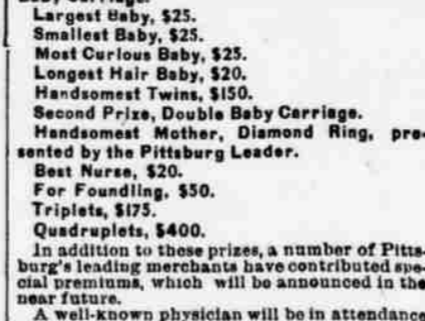 Baby Carriage.
Largest Baby, $25.
Smallest Baby, $25.
Most Curious Baby, $25.
Longest Hair Baby, $20.
Handsomest Twins, $150.
Second Prize, Double Baby Carriage.
Handsomest Mother, Diamond Ring, pre-
sented by the Pittsburg Leader.
Best Nurse, $20.
For Foundling, $50.
Triplets, $175.
Quadruplets, $400.
In addition to these prizes, a number of Pitts-
burg's leading merchants have contributed spe-
cial premiums, which will be announced in the
near future.
A well-known physician will be in attendance